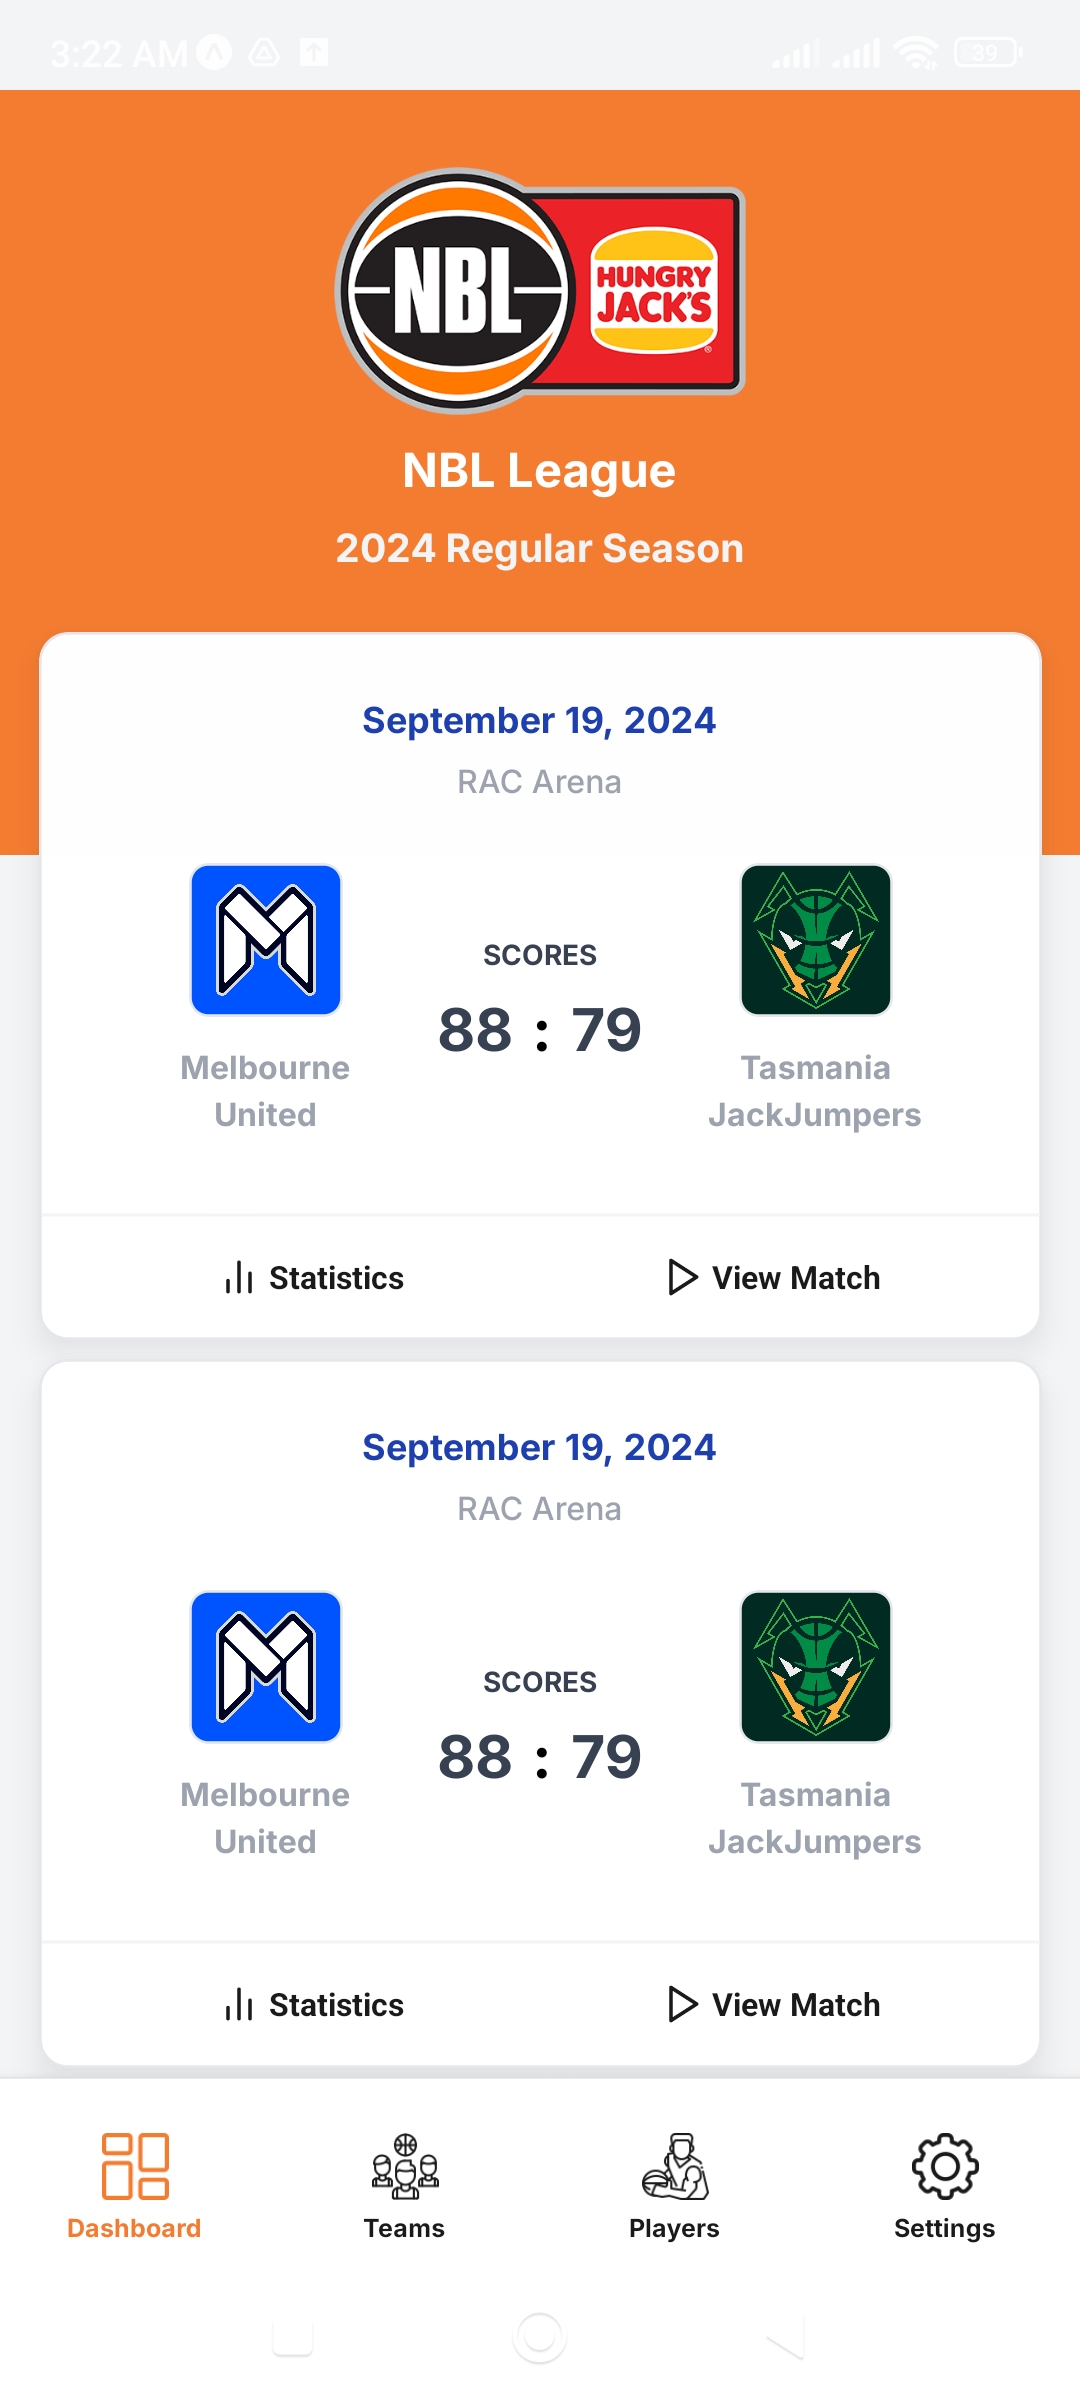 3:22 AM
39
NBL
HUNGRY
JACK'S
®
NBL League
2024 Regular Season
September 19, 2024
RAC Arena
SCORES
88 : 79
Melbourne
United
Tasmania
JackJumpers
Statistics
View Match
September 19, 2024
RAC Arena
SCORES
88 : 79
Melbourne
United
Tasmania
JackJumpers
Statistics
View Match
Dashboard
Teams
Players
Settings